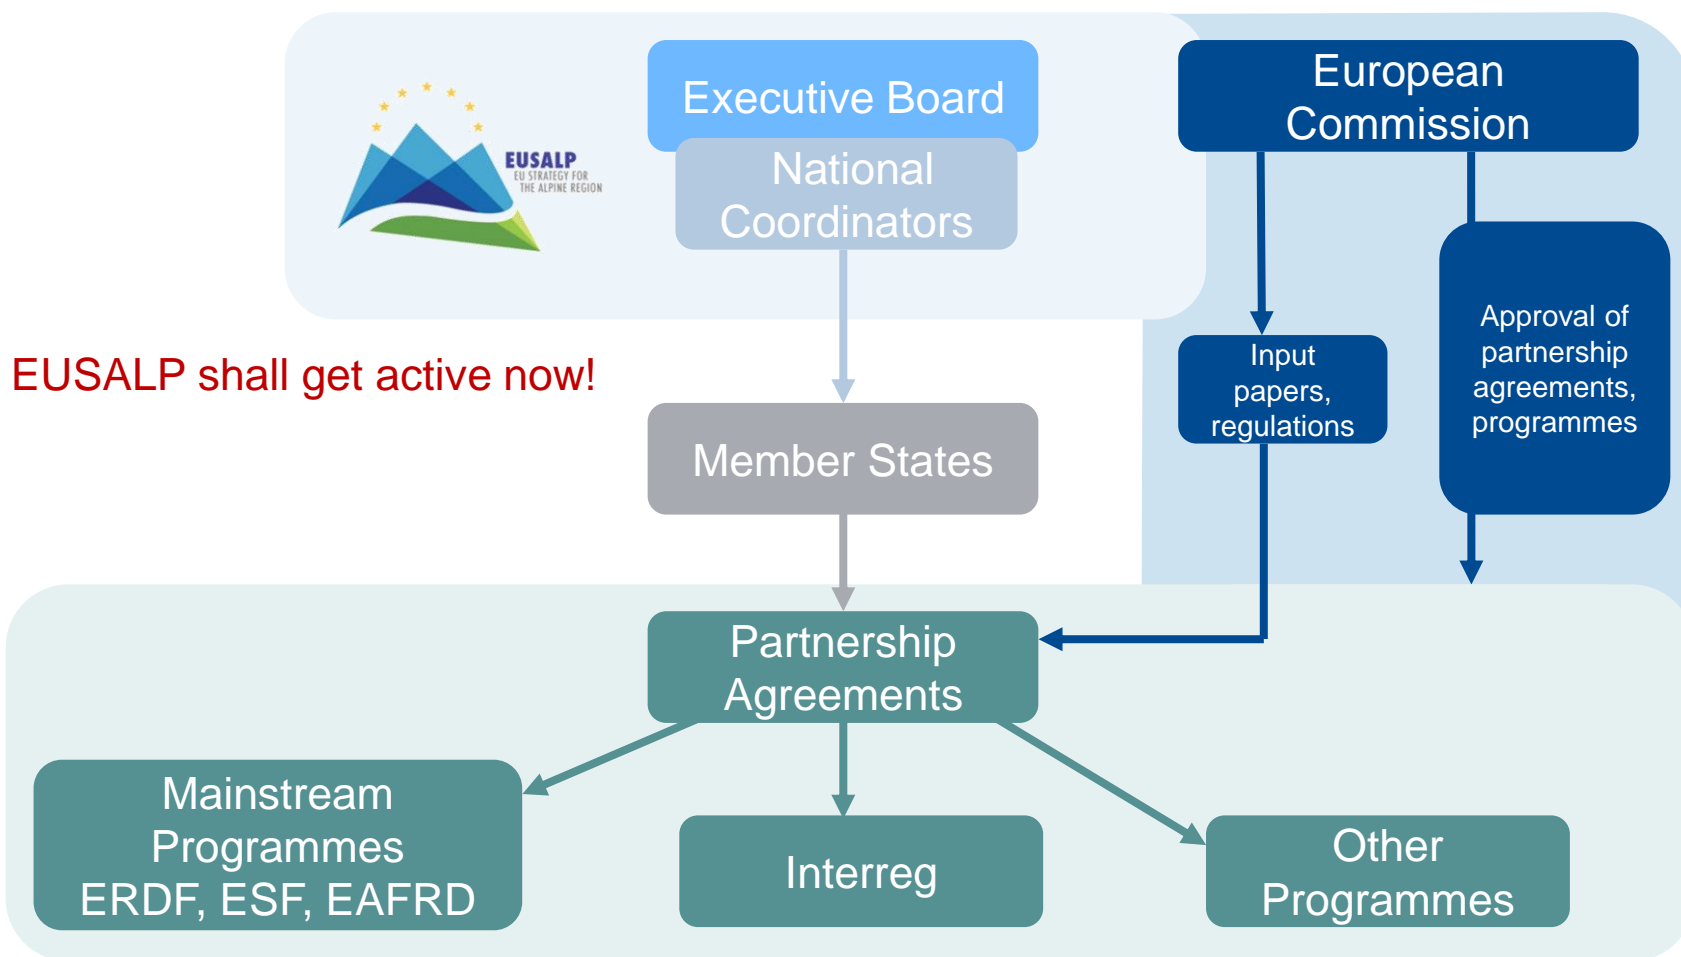 EUSALP
EU STRATEGY FOR
THE ALPINE REGION
Executive Board
National
Coordinators
European
Commission
EUSALP shall get active now!
Input
papers,
regulations
Approval of
partnership
agreements,
programmes
Member States
Partnership
Agreements
Mainstream
Programmes
ERDF, ESF, EAFRD
Interreg
Other
Programmes